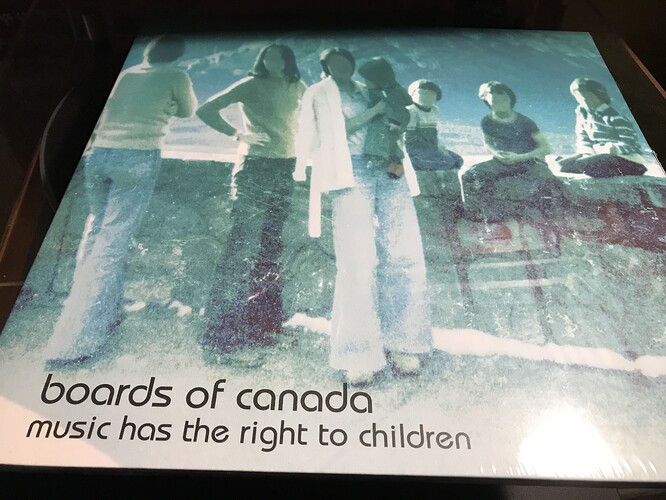 boards of canada
music has the right to children